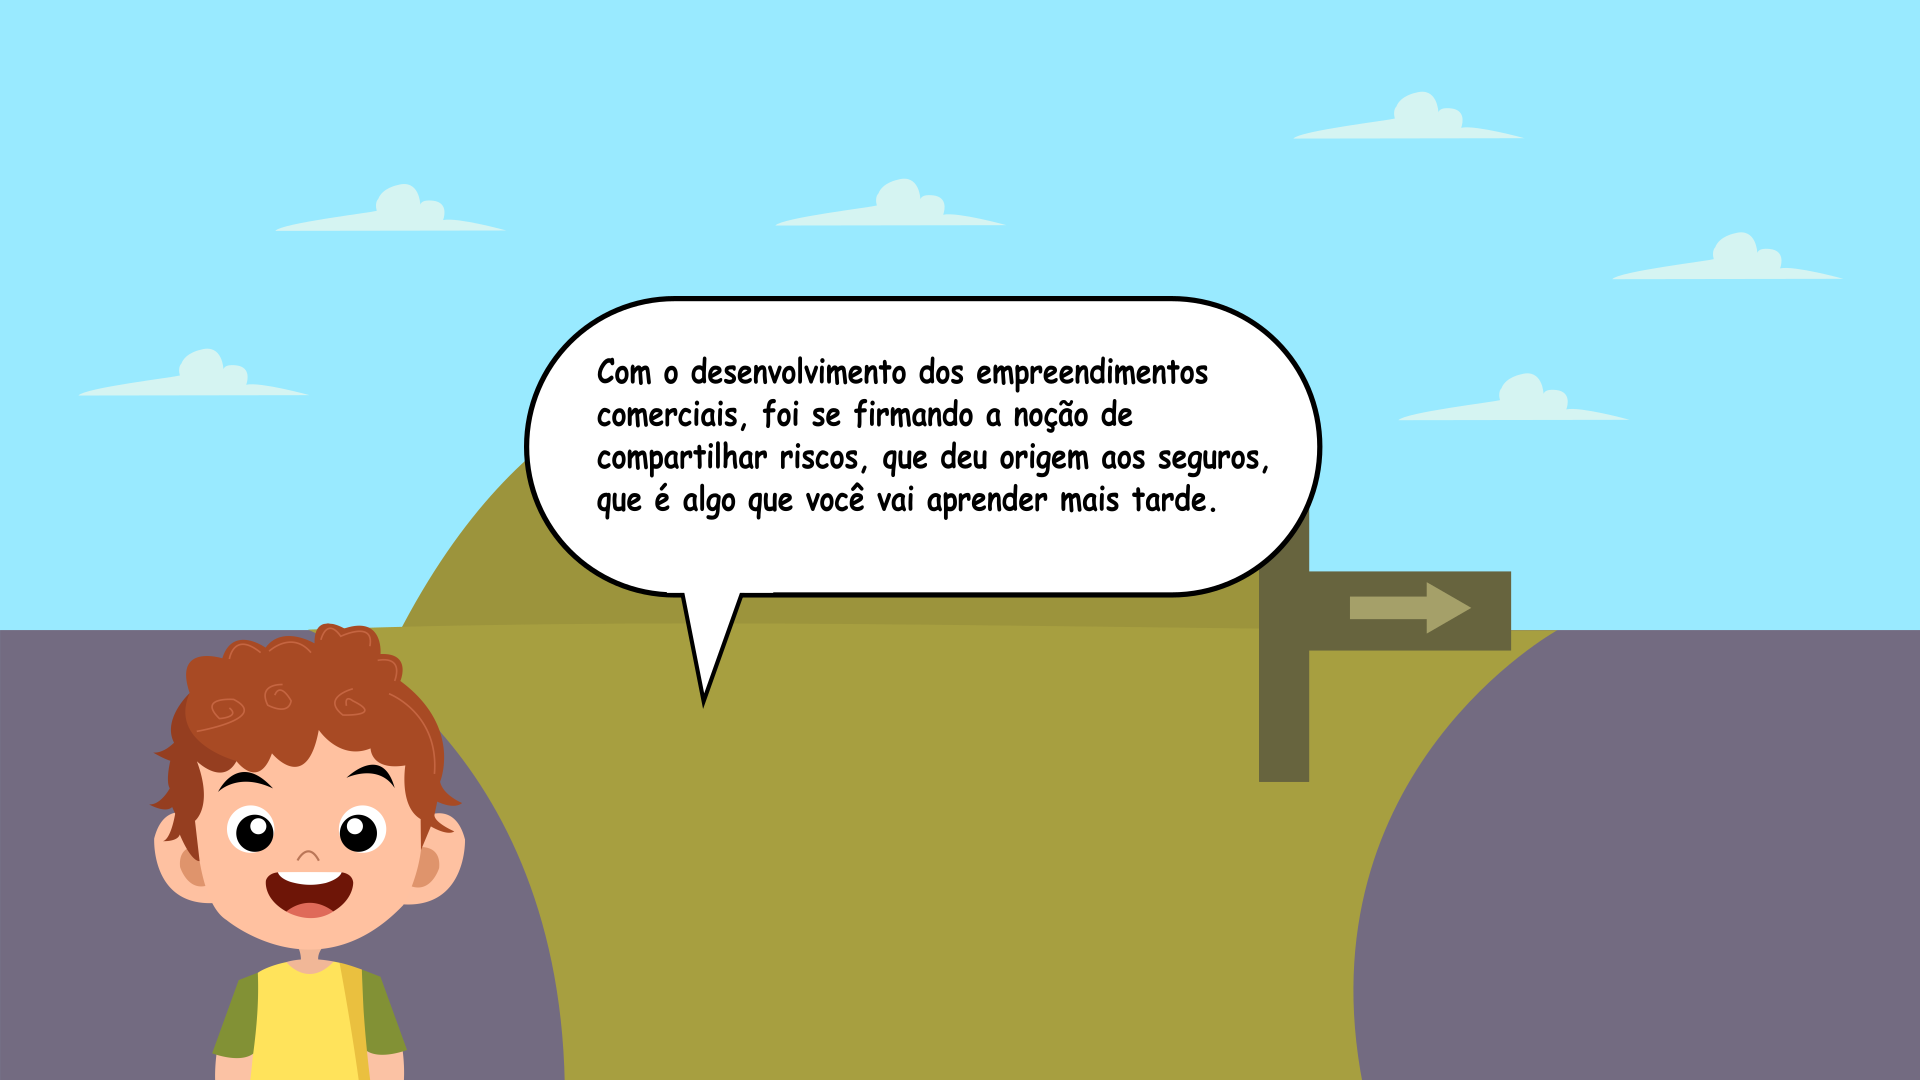 Com o desenvolvimento dos empreendimentos
comerciais, foi se firmando a noção de
compartilhar riscos, que deu origem aos seguros,
que é algo que você vai aprender mais tarde.